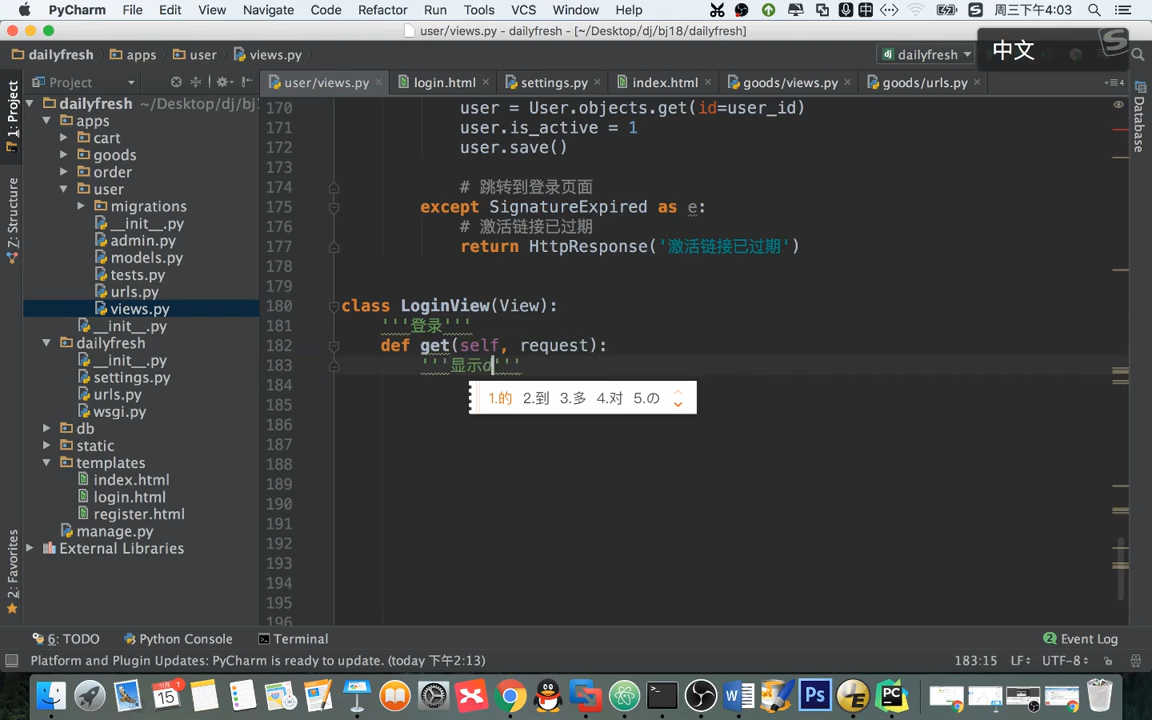 PyCharm File Edit View Navigate Code Refactor Run Tools VCS Window Help 周三下午4:03
user/views.py - dailyfresh - [~/Desktop/dj/bj18/dailyfresh]
dailyfresh apps user views.py dailyfresh
中文
Project user/views.py login.html settings.py index.html goods/views.py goods/urls.py
1: Project
7: Structure
2: Favorites
Database
dailyfresh ~/Desktop/dj/bj1
apps
cart
goods
order
user
migrations
__init__.py
admin.py
models.py
tests.py
urls.py
views.py
__init__.py
dailyfresh
__init__.py
settings.py
urls.py
wsgi.py
db
static
templates
index.html
login.html
register.html
manage.py
External Libraries
170 user = User.objects.get(id=user_id)
171 user.is_active = 1
172 user.save()
173
174 # 跳转到登录页面
175 except SignatureExpired as e:
176 # 激活链接已过期
177 return HttpResponse('激活链接已过期')
178
179
180 class LoginView(View):
181 '''登录'''
182 def get(self, request):
183 '''显示d'''
184
1.的 2.到 3.多 4.对 5.の
185
186
187
188
189
190
191
192
193
194
195
196
6: TODO Python Console Terminal 2 Event Log
Platform and Plugin Updates: PyCharm is ready to update. (today 下午2:13) 183:15 LF UTF-8
15
1
Ps
PC